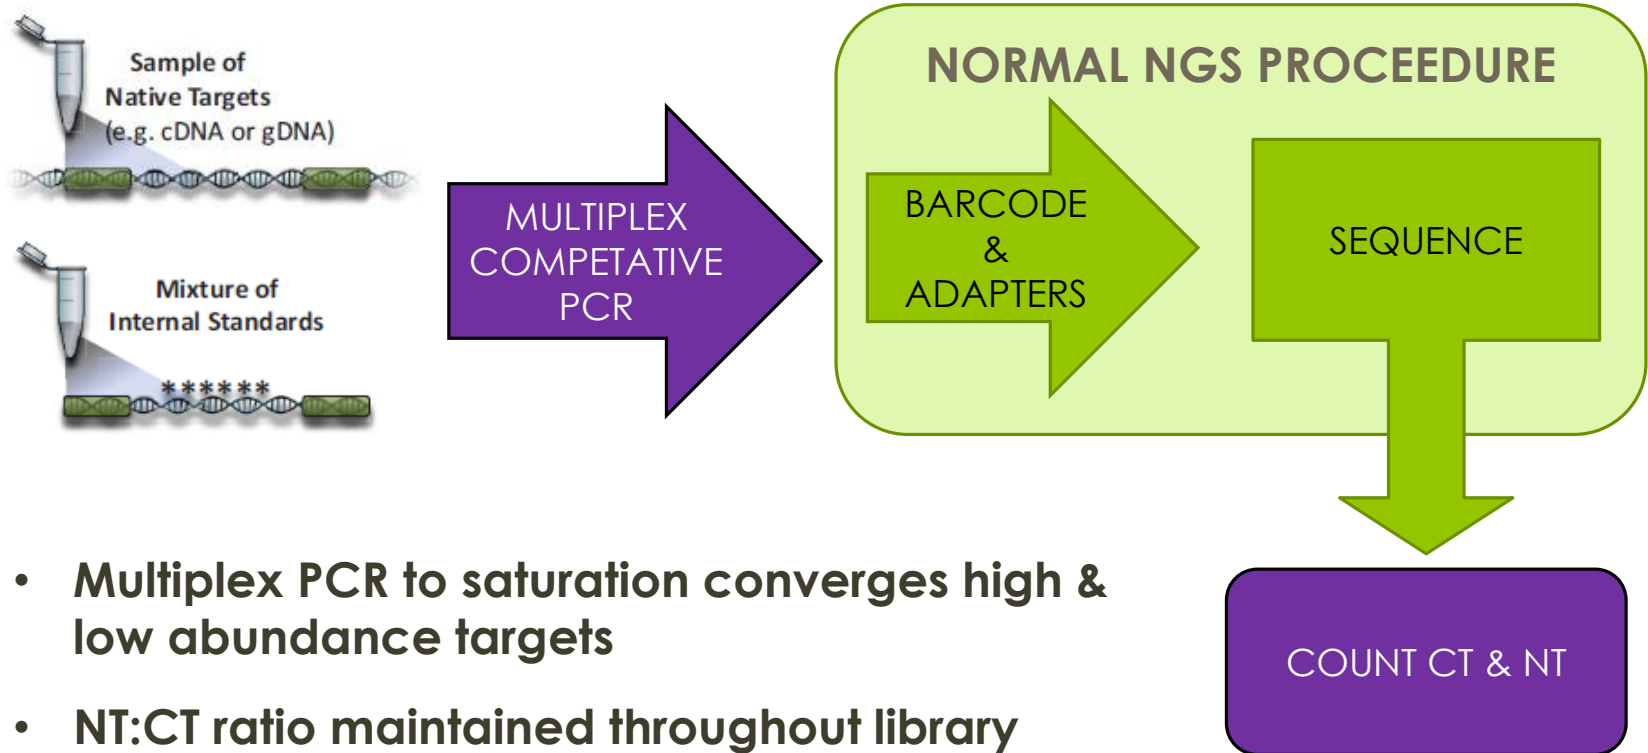 Sample of
Native Targets
(e.g. cDNA or gDNA)
Mixture of
Internal Standards
******
MULTIPLEX
COMPETATIVE
PCR
NORMAL NGS PROCEEDURE
BARCODE
&
ADAPTERS
SEQUENCE
COUNT CT & NT
• Multiplex PCR to saturation converges high &
low abundance targets
• NT:CT ratio maintained throughout library